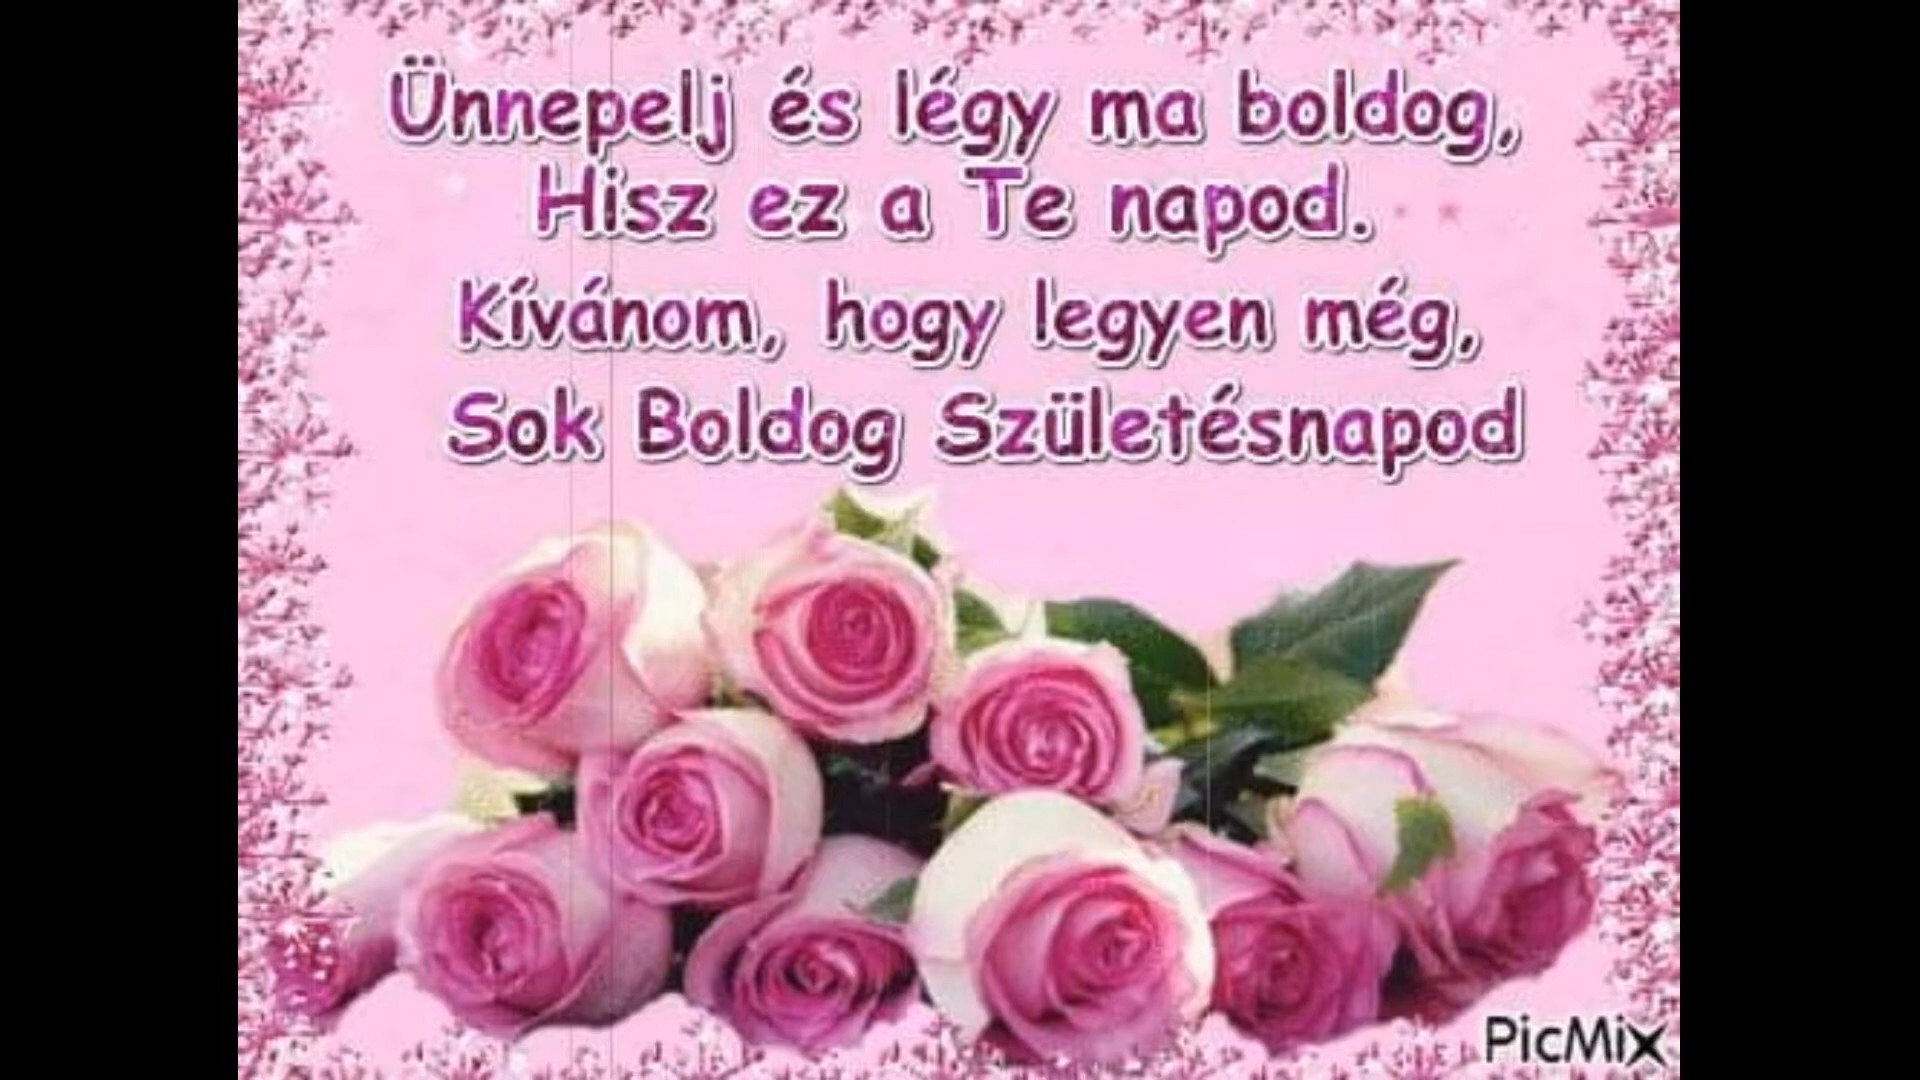 Ünnepelj és légy ma boldog,
Hisz ez a Te napod.
Kívánom, hogy legyen még,
Sok Boldog Születésnapod
PicMix